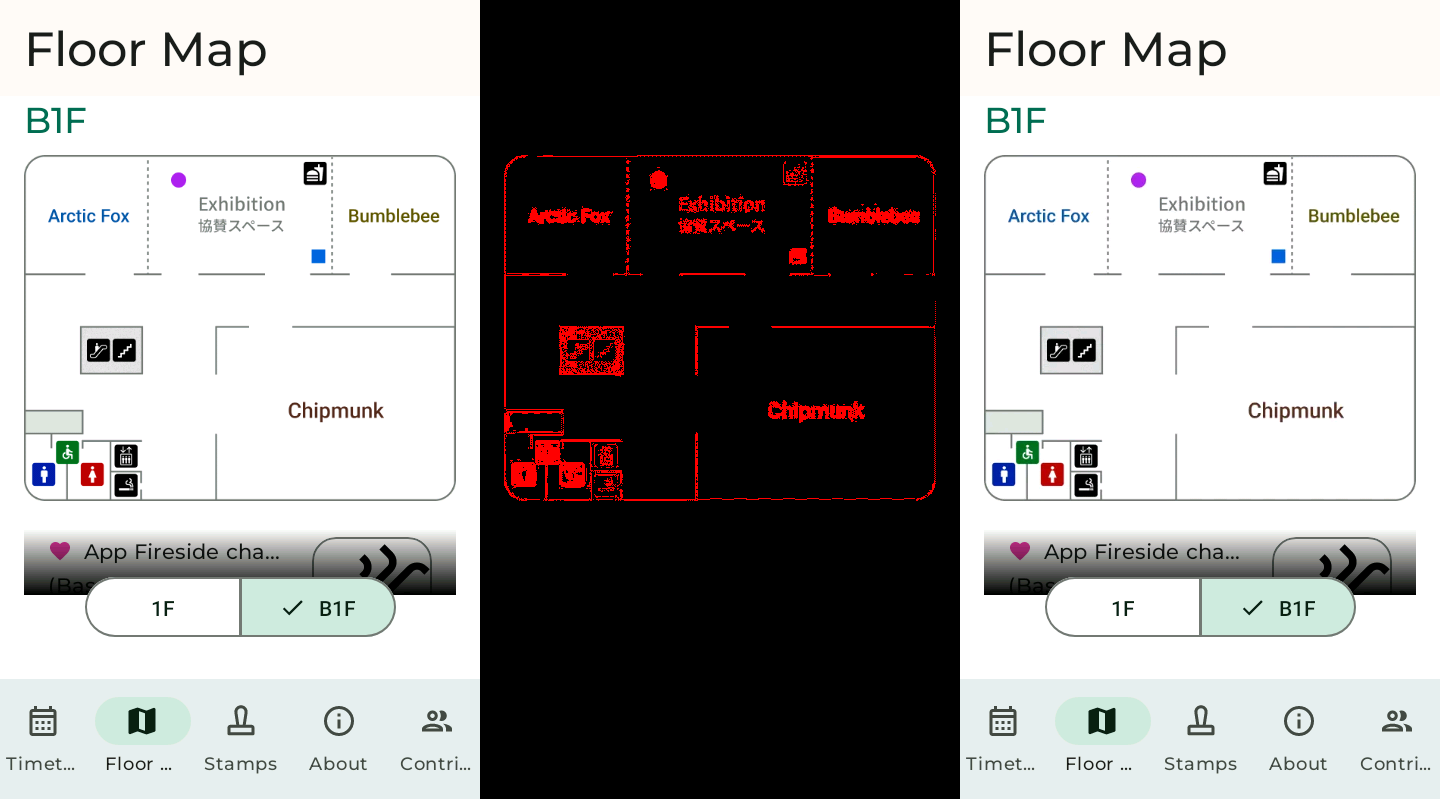 Floor Map
B1F
Arctic Fox
Exhibition
協賛スペース
Bumblebee
Chipmunk
App Fireside cha...
(Bas
1F
B1F
Timet...
Floor ...
Stamps
About
Contri...
Arctic Fox
Exhibition
協賛スペース
Bumblebee
Chipmunk
Floor Map
B1F
Arctic Fox
Exhibition
協賛スペース
Bumblebee
Chipmunk
App Fireside cha...
(Bas
1F
B1F
Timet...
Floor ...
Stamps
About
Contri...